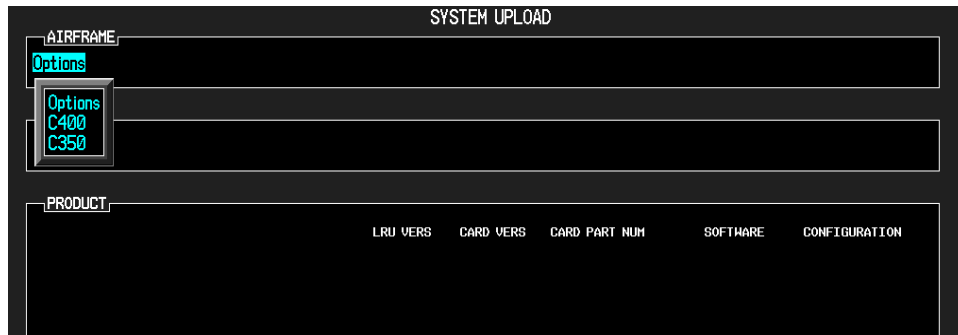 SYSTEM UPLOAD
AIRFRAME
Options
Options
C400
C350
PRODUCT
LRU VERS CARD VERS CARD PART NUM SOFTWARE CONFIGURATION